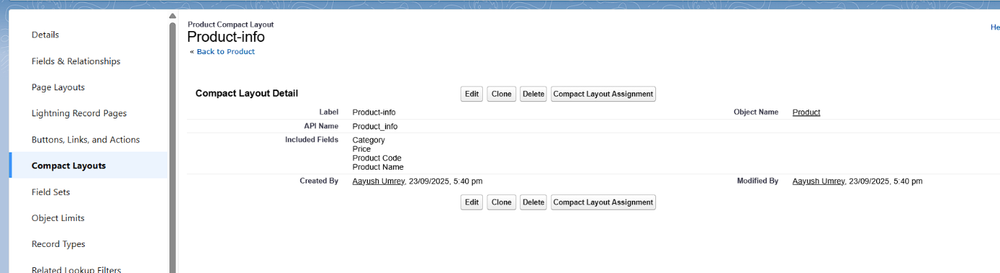 Details
Fields & Relationships
Page Layouts
Lightning Record Pages
Buttons, Links, and Actions
Compact Layouts
Field Sets
Object Limits
Record Types
Related Lookup Filters
Product Compact Layout
Product-info
« Back to Product
He
Compact Layout Detail
Edit Clone Delete Compact Layout Assignment
Label Product-info Object Name Product
API Name Product_info
Included Fields Category
Price
Product Code
Product Name
Created By Aayush Umrey, 23/09/2025, 5:40 pm Modified By Aayush Umrey, 23/09/2025, 5:40 pm
Edit Clone Delete Compact Layout Assignment